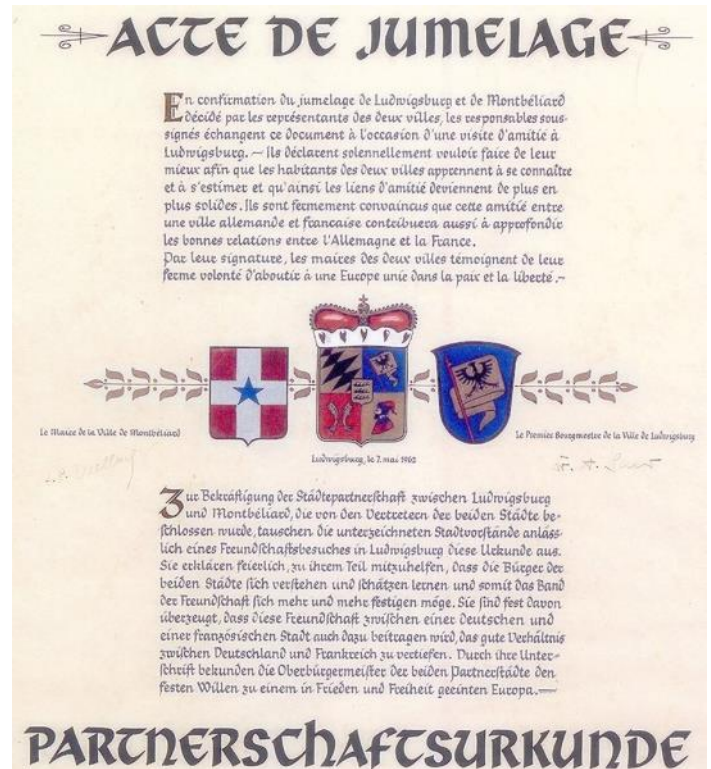 ACTE DE JUMELAGE
En confirmation du jumelage de Ludwigsburg et de Montbéliard
décidé par les représentants des deux villes, les responsables sous-
signés échangent ce document à l'occasion d'une visite d'amitié à
Ludwigsburg. ~ Ils déclarent solennellement vouloir faire de leur
mieux afin que les habitants des deux villes apprennent à se connaître
et à s'estimer et qu'ainsi les liens d'amitié deviennent de plus en
plus solides. Ils sont fermement convaincus que cette amitié entre
une ville allemande et francaise contribuera aussi à approfondir
les bonnes relations entre l'Allemagne et la France.
Par leur signature, les maires des deux villes témoignent de leur
ferme volonté d'aboutir à une Europe unie dans la paix et la liberté.~
Le Maire de la Ville de Montbéliard
Le Premier Bourgmestre de la Ville de Ludwigsburg
Ludwigsburg, le 7. mai 1962
Zur Bekräftigung der Städtepartnerschaft zwischen Ludwigsburg
und Montbéliard, die von den Vertretern der beiden Städte be-
schlossen wurde, tauschen die unterzeichneten Stadtvorstände anläss-
lich eines Freundschaftsbesuches in Ludwigsburg diese Urkunde aus.
Sie erklären feierlich, zu ihrem Teil mitzuhelfen, dass die Bürger der
beiden Städte sich verstehen und schätzen lernen und somit das Band
der Freundschaft sich mehr und mehr festigen möge. Sie sind fest davon
überzeugt, dass diese Freundschaft zwischen einer deutschen und
einer französischen Stadt auch dazu beitragen wird, das gute Verhältnis
zwischen Deutschland und Frankreich zu vertiefen. Durch ihre Unter-
schrift bekunden die Oberbürgermeister der beiden Partnerstädte den
festen Willen zu einem in Frieden und Freiheit geeinten Europa.—
PARTNERSCHAFTSURKUNDE